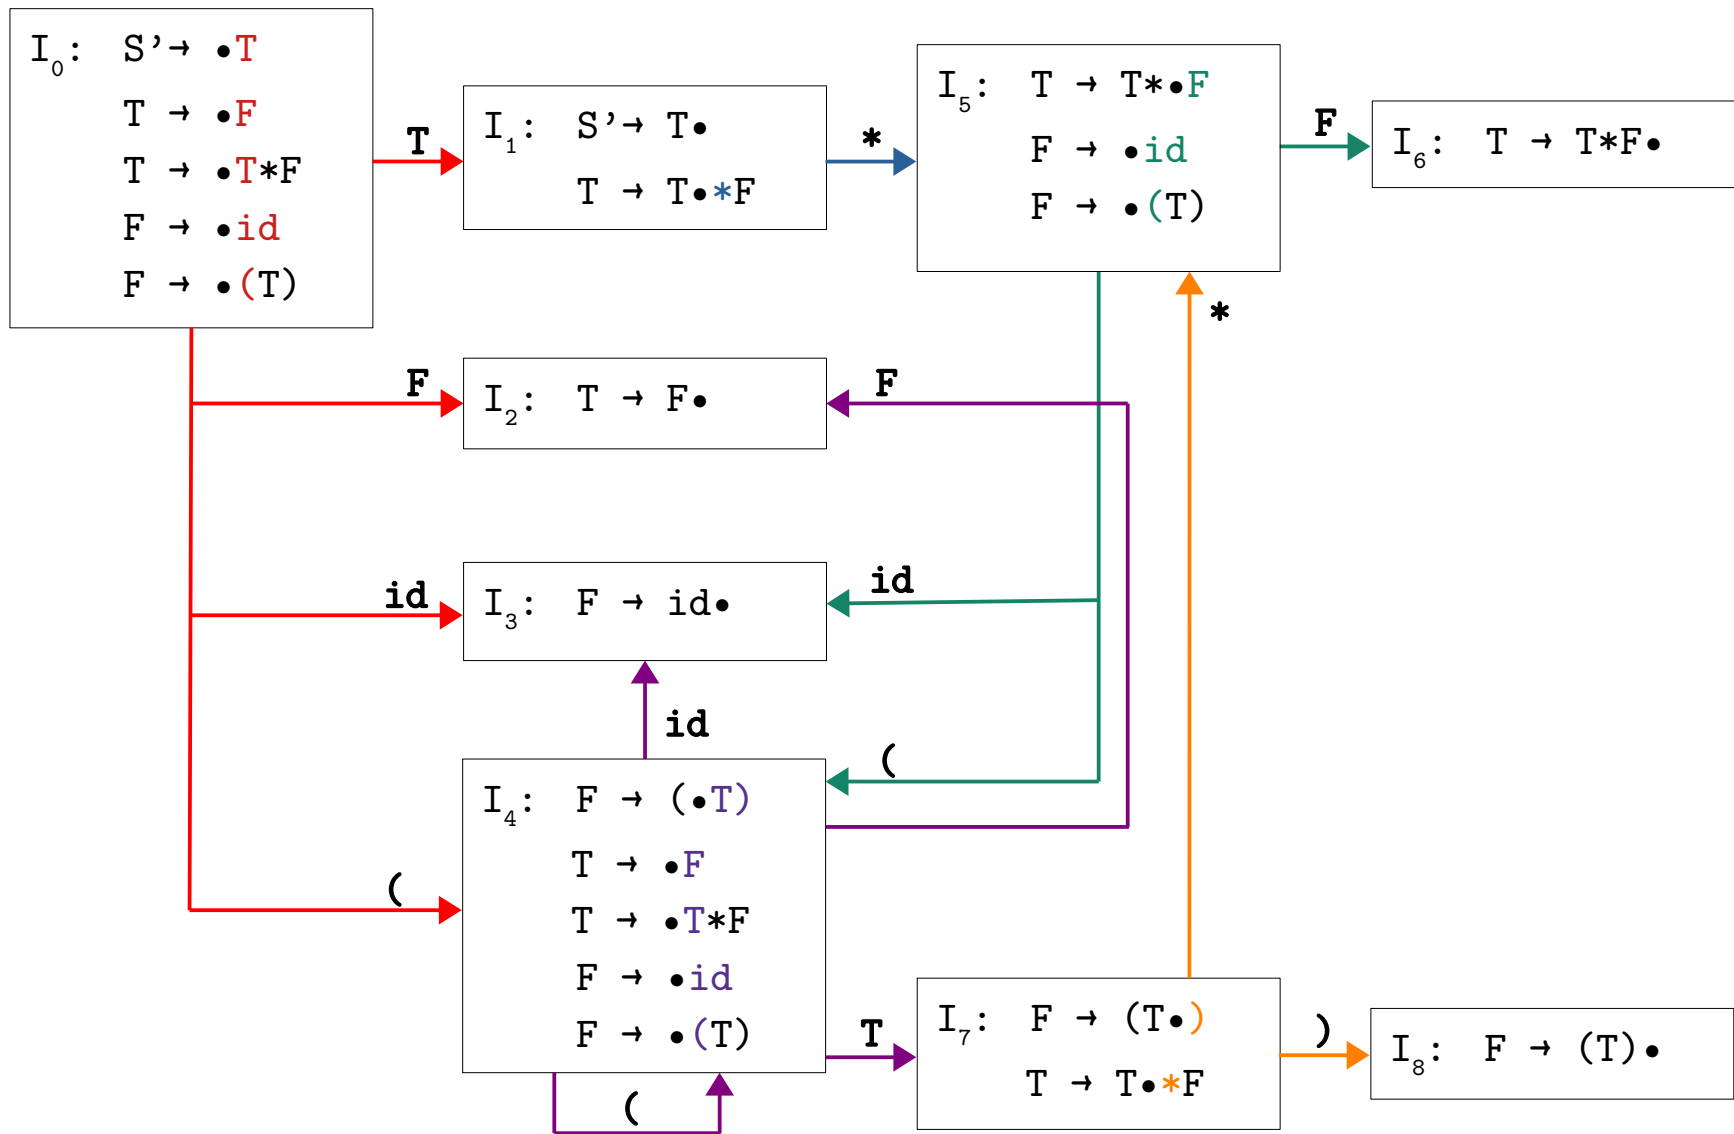 I₀: S’→ •T
T → •F
T → •T*F
F → •id
F → •(T)
T
I₁: S’→ T•
T → T•*F
*
I₅: T → T*•F
F → •id
F → •(T)
F
I₆: T → T*F•
*
F
I₂: T → F•
F
id
I₃: F → id•
id
id
(
(
I₄: F → (•T)
T → •F
T → •T*F
F → •id
F → •(T)
(
T
I₇: F → (T•)
T → T•*F
)
I₈: F → (T)•